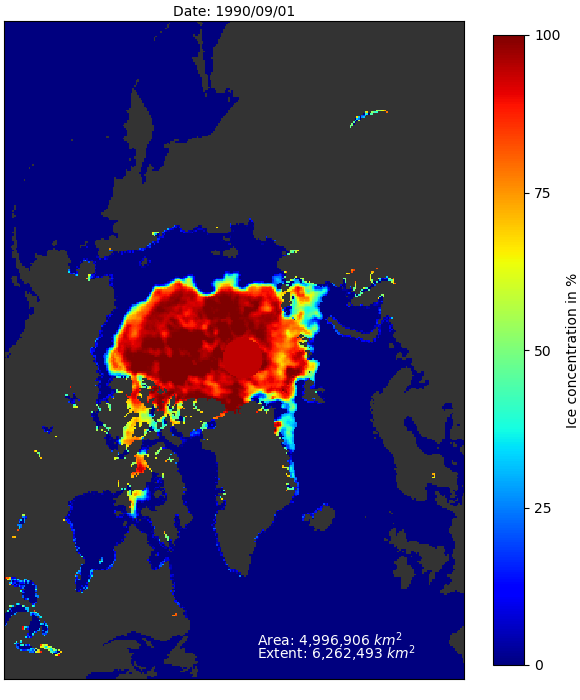 Date: 1990/09/01
100
75
50
25
0
Ice concentration in %
Area: 4,996,906 km²
Extent: 6,262,493 km²